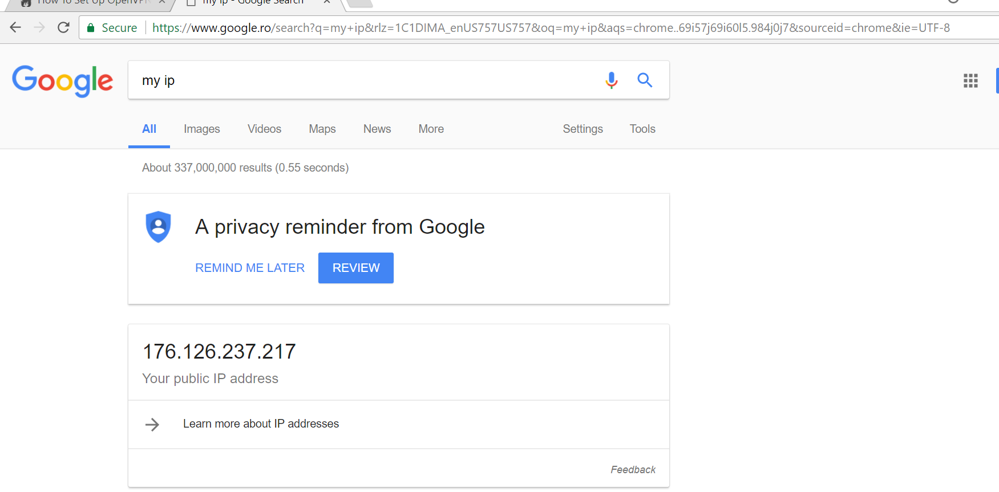 How To Set Up OpenVPN
my ip - Google Search
Secure https://www.google.ro/search?q=my+ip&rlz=1C1DIMA_enUS757US757&oq=my+ip&aqs=chrome..69i57j69i60l5.984j0j7&sourceid=chrome&ie=UTF-8
Google
my ip
All Images Videos Maps News More Settings Tools
About 337,000,000 results (0.55 seconds)
A privacy reminder from Google
REMIND ME LATER REVIEW
176.126.237.217
Your public IP address
Learn more about IP addresses
Feedback